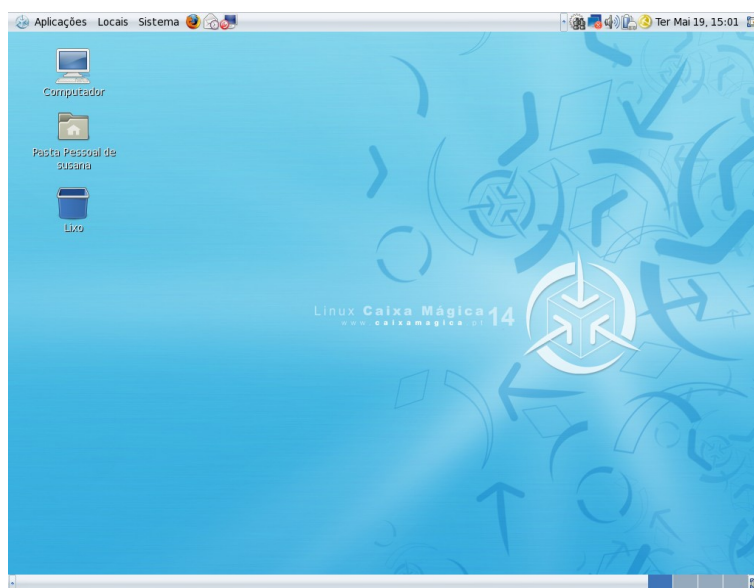 Aplicações Locais Sistema
Ter Mai 19, 15:01
Computador
Pasta Pessoal de
susana
Lixo
Linux Caixa Mágica 14
www caixamagica pt